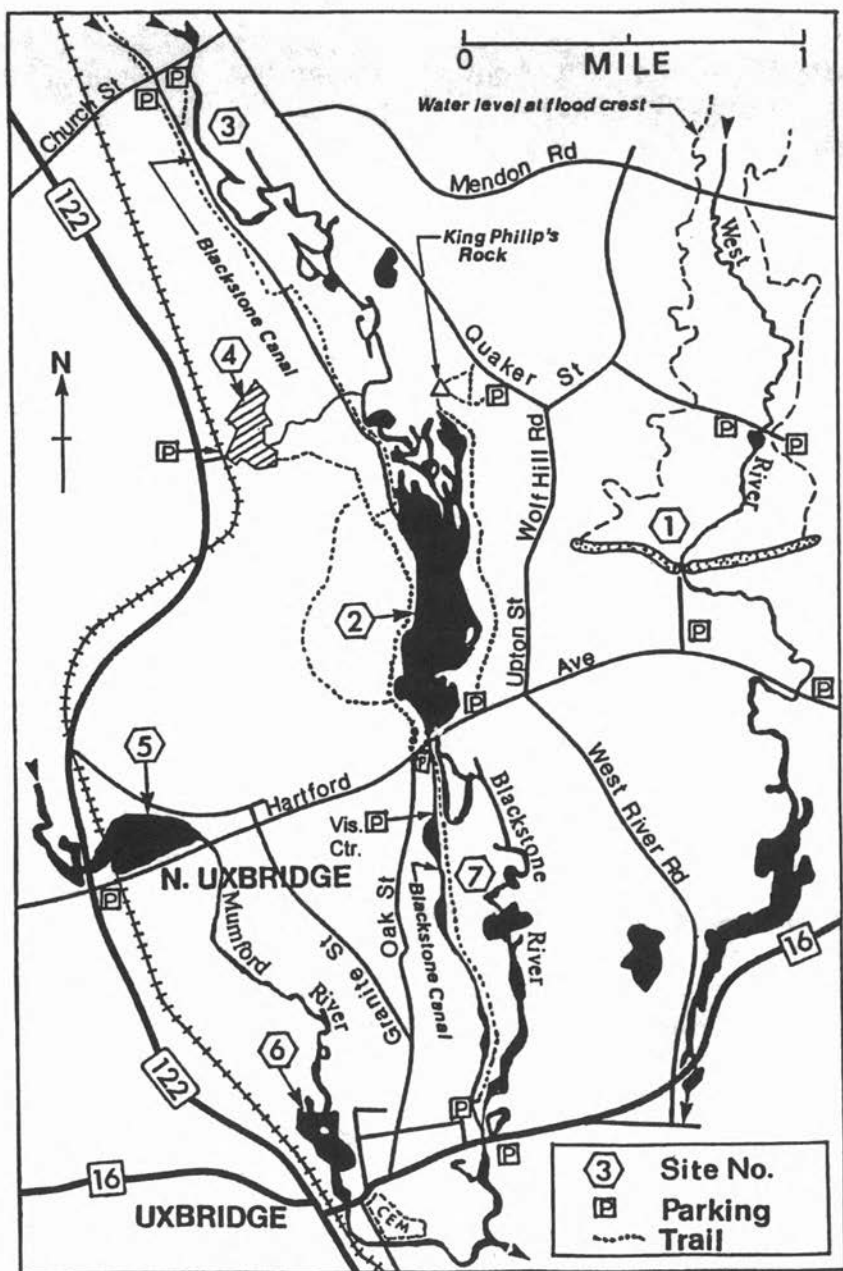 0 1
MILE
Water level at flood crest
Church St
P
P
3
Mendon Rd
122
West
King Philip's
Rock
Blackstone Canal
4
N
Quaker St
P
P
P
P
River
Wolf Hill Rd
1
2
Upton St
P
P
Ave
P
5
Hartford
P
Vis.
Ctr.
P
Blackstone
River
West River Rd
N. UXBRIDGE
P
7
Oak St
Blackstone Canal
Mumford
River
Granite St
16
6
122
P
P
16
UXBRIDGE
CEM
3 Site No.
P Parking
Trail